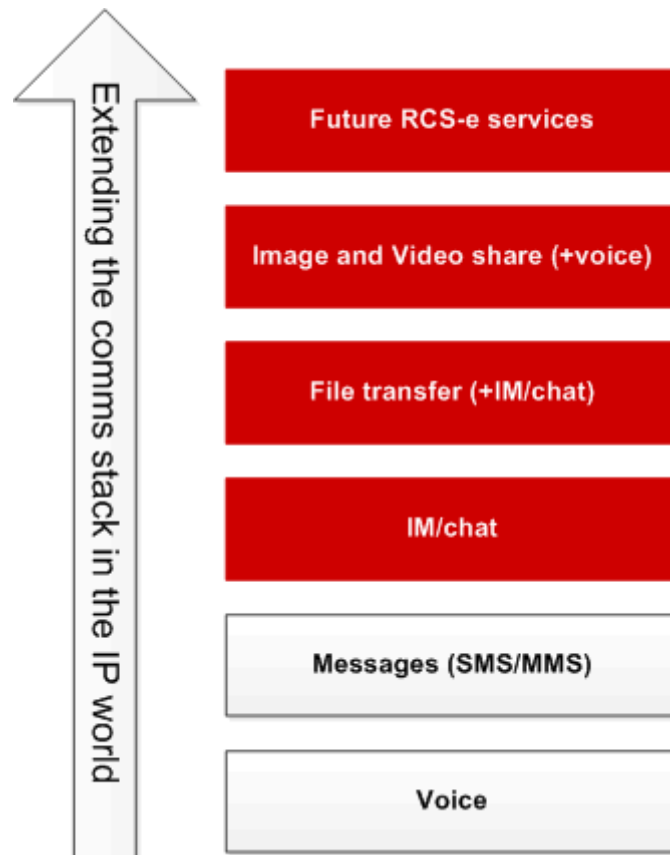 Extending the comms stack in the IP world
Future RCS-e services
Image and Video share (+voice)
File transfer (+IM/chat)
IM/chat
Messages (SMS/MMS)
Voice